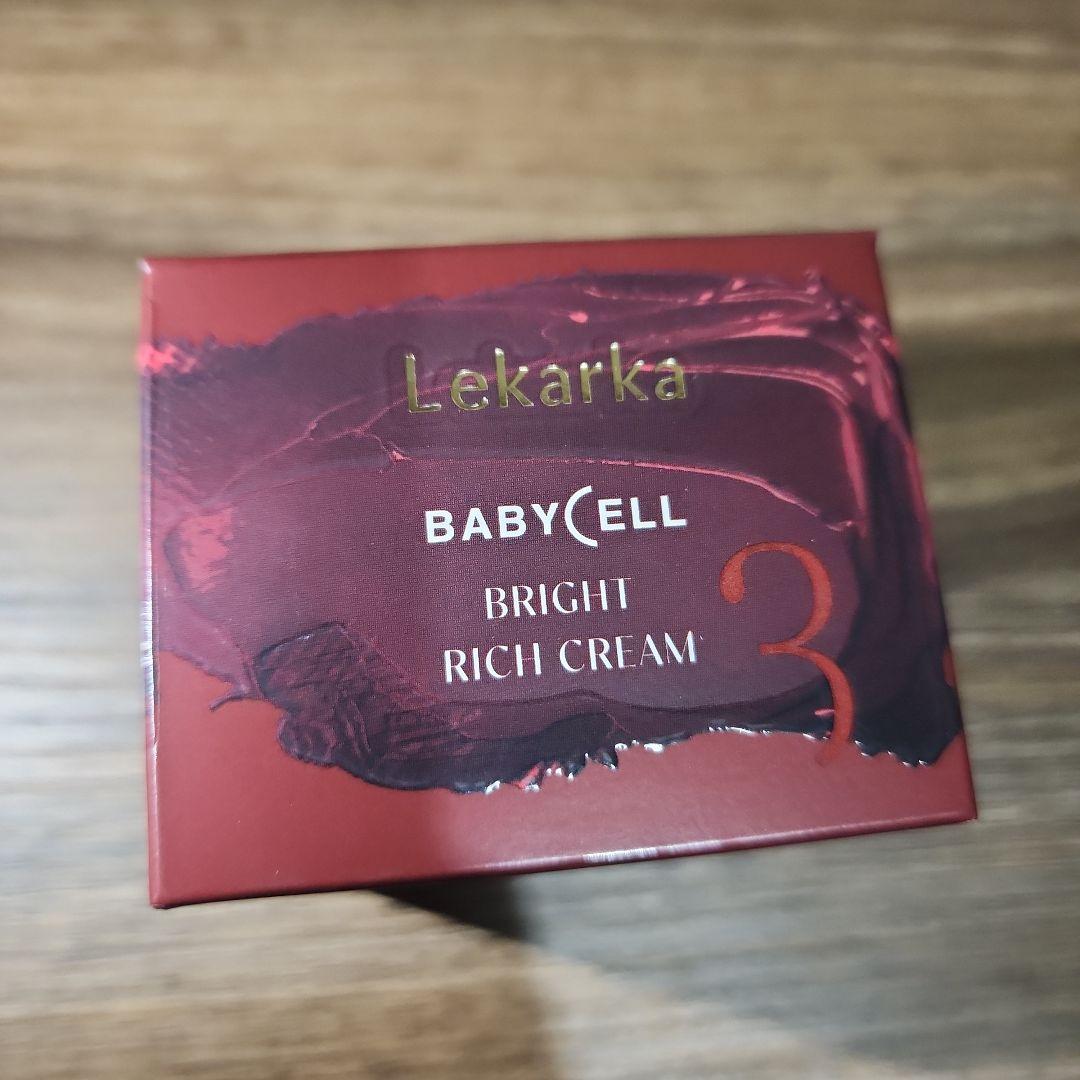 Lekarka
BABYCELL
BRIGHT
RICH CREAM
3